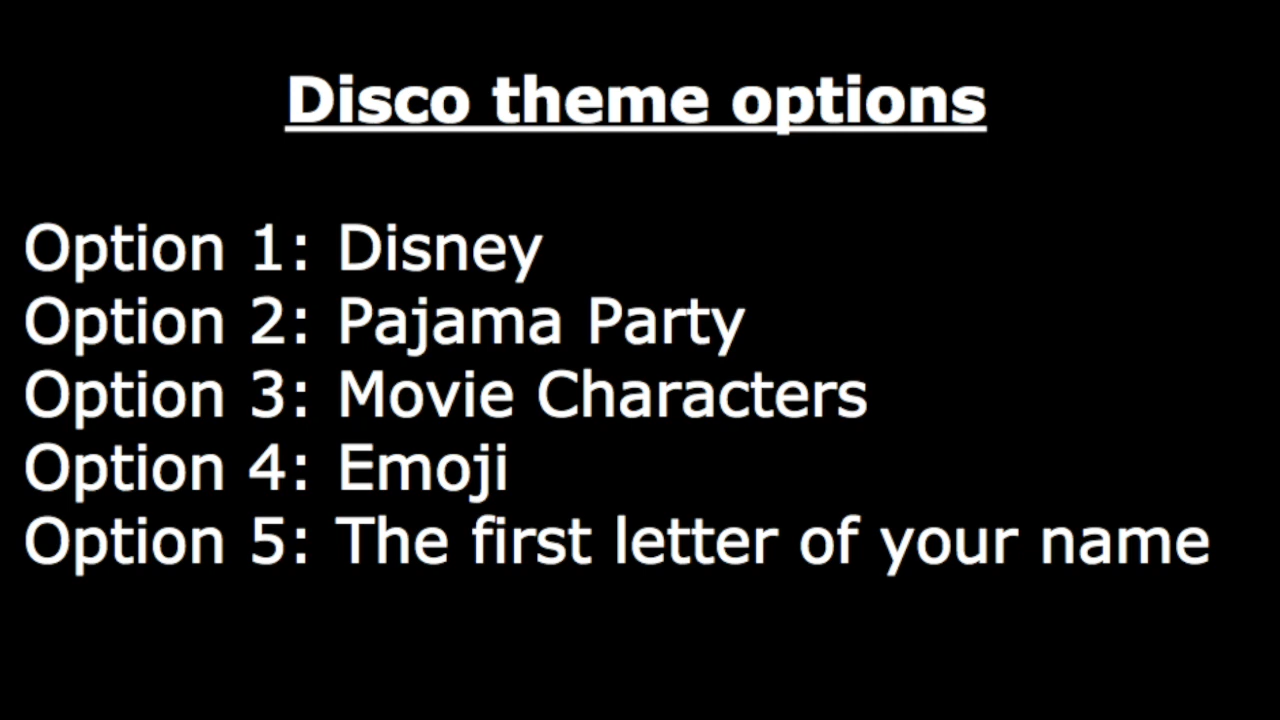 Disco theme options
Option 1: Disney
Option 2: Pajama Party
Option 3: Movie Characters
Option 4: Emoji
Option 5: The first letter of your name